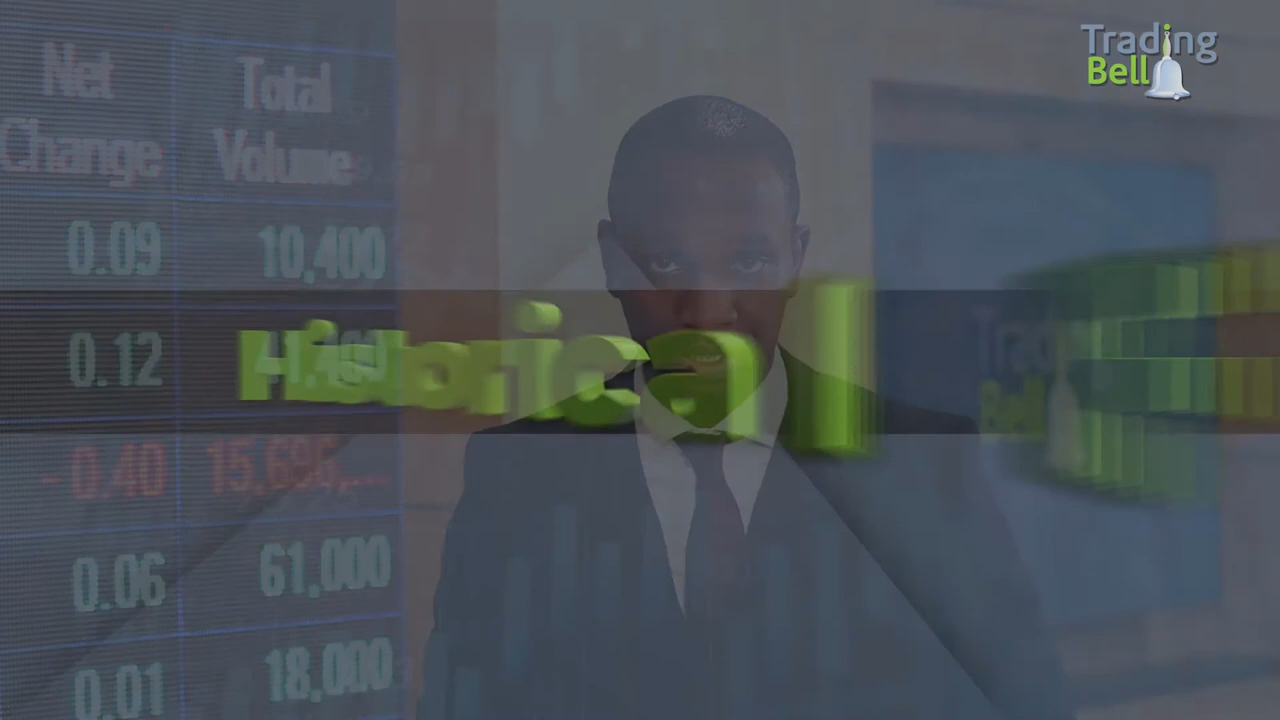 Trading
Bell
Net
Total
Change
Volume
0.09
10,400
Historical
0.12
-0.40
0.06
61,000
0.01
18,000